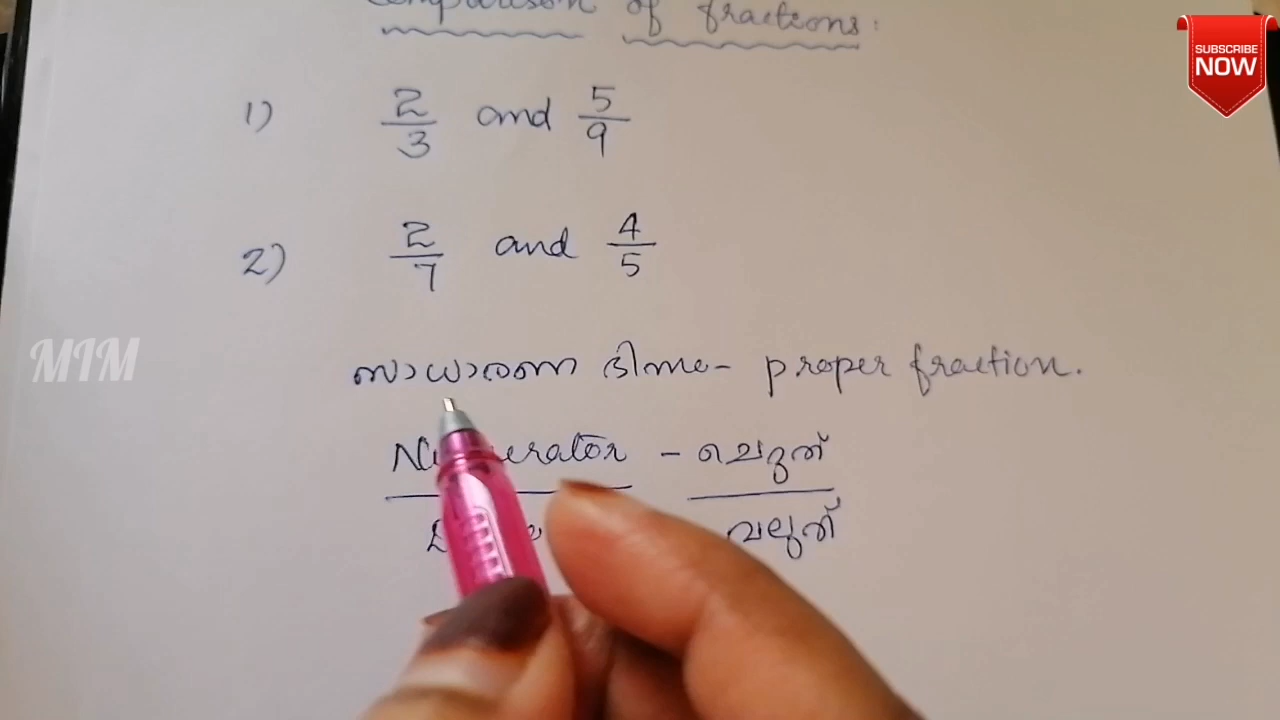 Comparison of fractions:
SUBSCRIBE
NOW
1) 2/3 and 5/9
2) 2/7 and 4/5
MIM
സാധാരണ ഭിന്നം - proper fraction.
- ചെറുത്
വലുത്